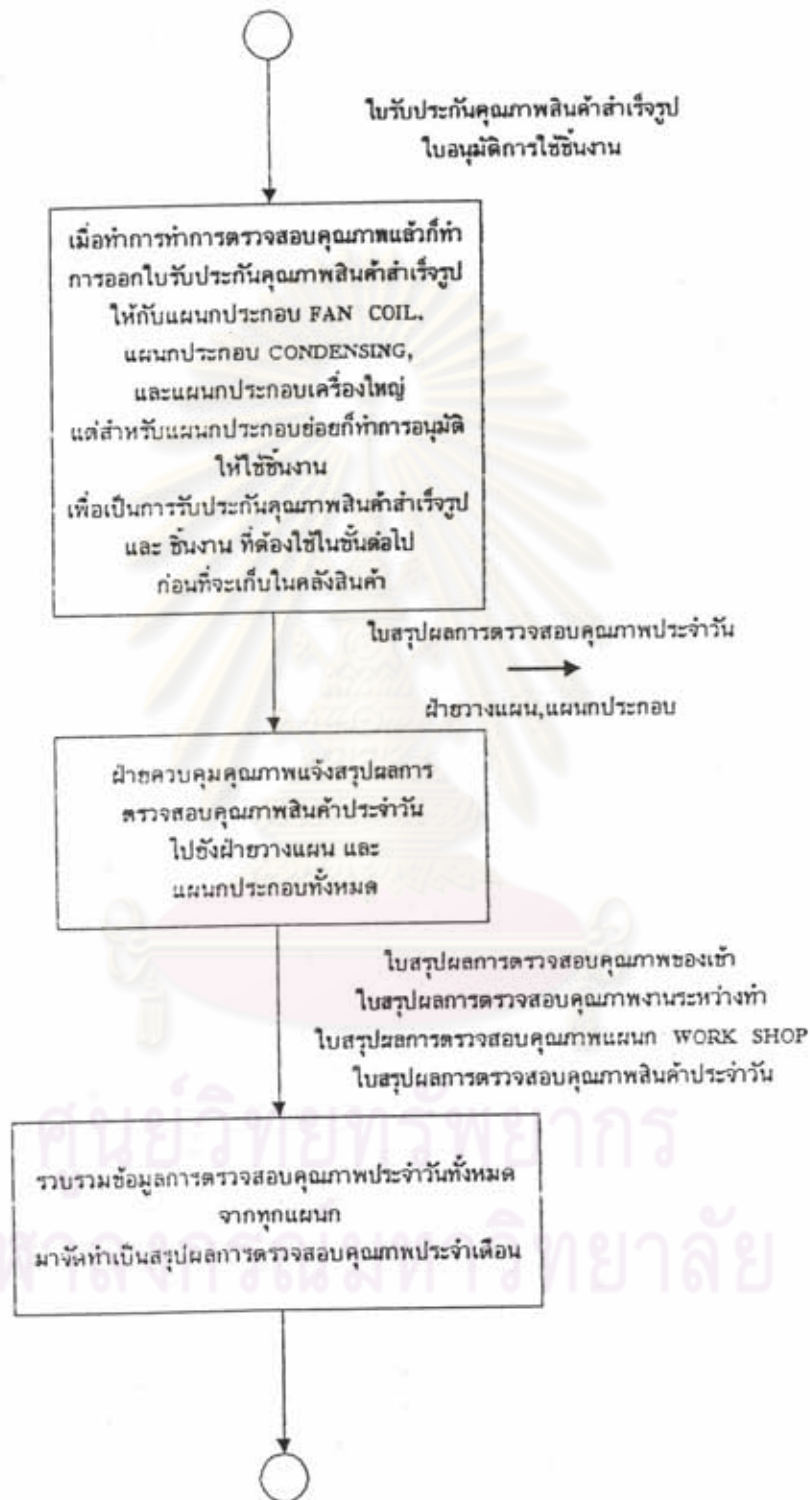 ใบรับประกันคุณภาพสินค้าสำเร็จรูป
ใบอนุมัติการใช้ชิ้นงาน
เมื่อทำการทำการตรวจสอบคุณภาพแล้วก็ทำ
การออกใบรับประกันคุณภาพสินค้าสำเร็จรูป
ให้กับแผนกประกอบ FAN COIL.
แผนกประกอบ CONDENSING,
และแผนกประกอบเครื่องใหญ่
แต่สำหรับแผนกประกอบย่อยก็ทำการอนุมัติ
ให้ใช้ชิ้นงาน
เพื่อเป็นการรับประกันคุณภาพสินค้าสำเร็จรูป
และ ชิ้นงาน ที่ต้องใช้ในขั้นต่อไป
ก่อนที่จะเก็บในคลังสินค้า
ใบสรุปผลการตรวจสอบคุณภาพประจำวัน
ฝ่ายวางแผน,แผนกประกอบ
ฝ่ายควบคุมคุณภาพแจ้งสรุปผลการ
ตรวจสอบคุณภาพสินค้าประจำวัน
ไปยังฝ่ายวางแผน และ
แผนกประกอบทั้งหมด
ใบสรุปผลการตรวจสอบคุณภาพของเข้า
ใบสรุปผลการตรวจสอบคุณภาพงานระหว่างทำ
ใบสรุปผลการตรวจสอบคุณภาพแผนก WORK SHOP
ใบสรุปผลการตรวจสอบคุณภาพสินค้าประจำวัน
รวบรวมข้อมูลการตรวจสอบคุณภาพประจำวันทั้งหมด
จากทุกแผนก
มาจัดทำเป็นสรุปผลการตรวจสอบคุณภาพประจำเดือน
ศูนย์วิทยทรัพยากร
ฬาลงกรณ์มหาวิทยาลัย